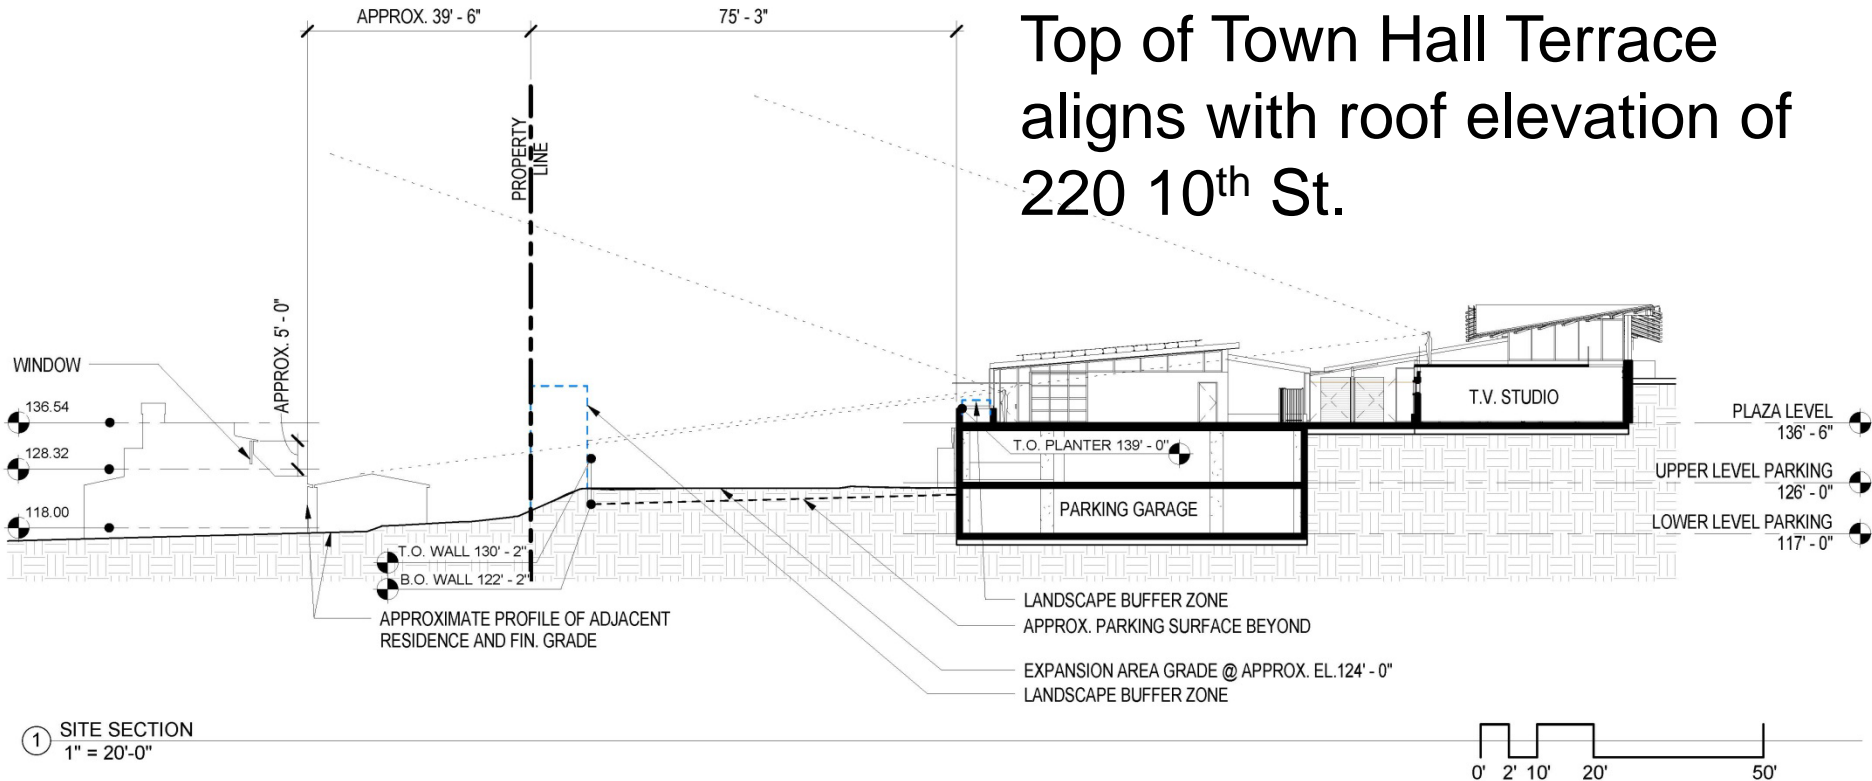 APPROX. 39' - 6"
75' - 3"
Top of Town Hall Terrace
aligns with roof elevation of
220 10th St.
PROPERTY
LINE
APPROX. 5' - 0"
WINDOW
136.54
128.32
118.00
T.V. STUDIO
PLAZA LEVEL
136' - 6"
T.O. PLANTER 139' - 0"
UPPER LEVEL PARKING
126' - 0"
PARKING GARAGE
LOWER LEVEL PARKING
117' - 0"
T.O. WALL 130' - 2"
B.O. WALL 122' - 2"
APPROXIMATE PROFILE OF ADJACENT
RESIDENCE AND FIN. GRADE
LANDSCAPE BUFFER ZONE
APPROX. PARKING SURFACE BEYOND
EXPANSION AREA GRADE @ APPROX. EL.124' - 0"
LANDSCAPE BUFFER ZONE
1 SITE SECTION
1" = 20'-0"
0' 2' 10' 20' 50'